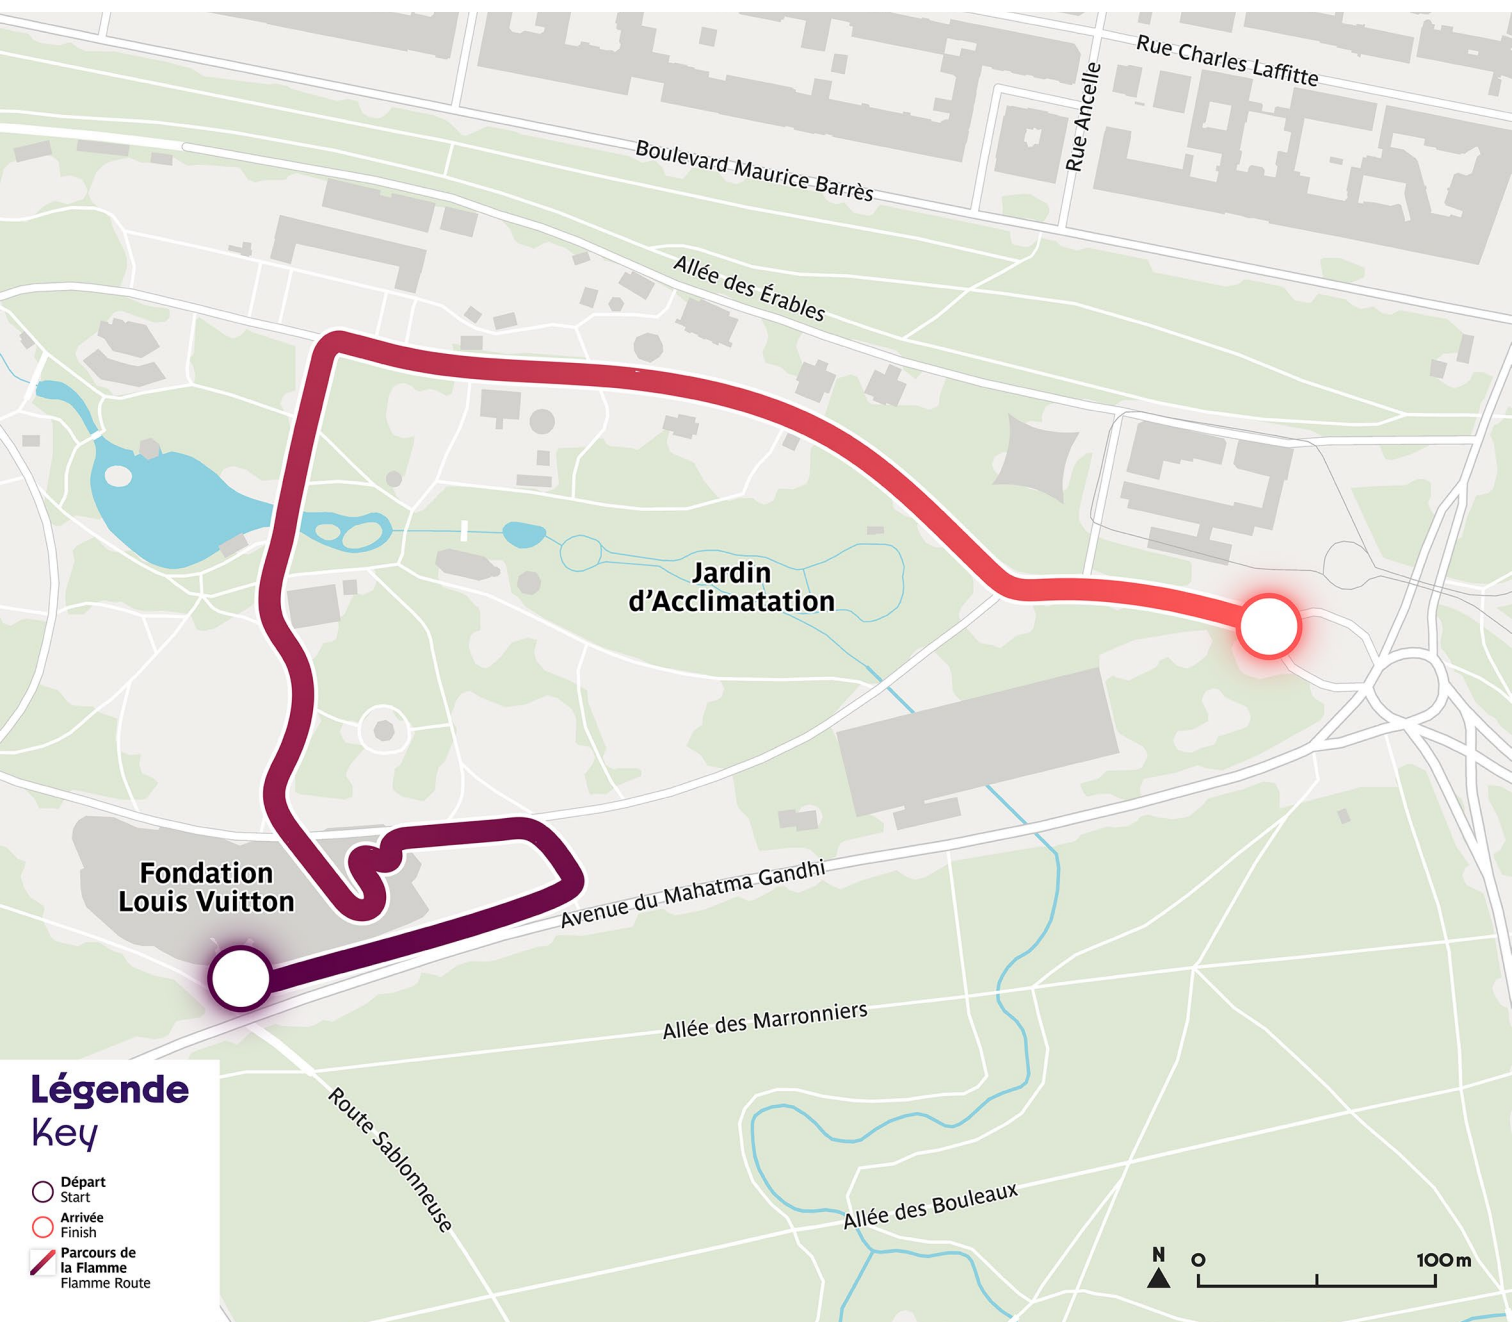 Rue Charles Laffitte
Rue Ancelle
Boulevard Maurice Barrès
Allée des Érables
Jardin
d'Acclimatation
Fondation
Louis Vuitton
Avenue du Mahatma Gandhi
Allée des Marronniers
Route Sablonneuse
Allée des Bouleaux
Légende
Key
Départ
Start
Arrivée
Finish
Parcours de
la Flamme
Flamme Route
N
0
100 m